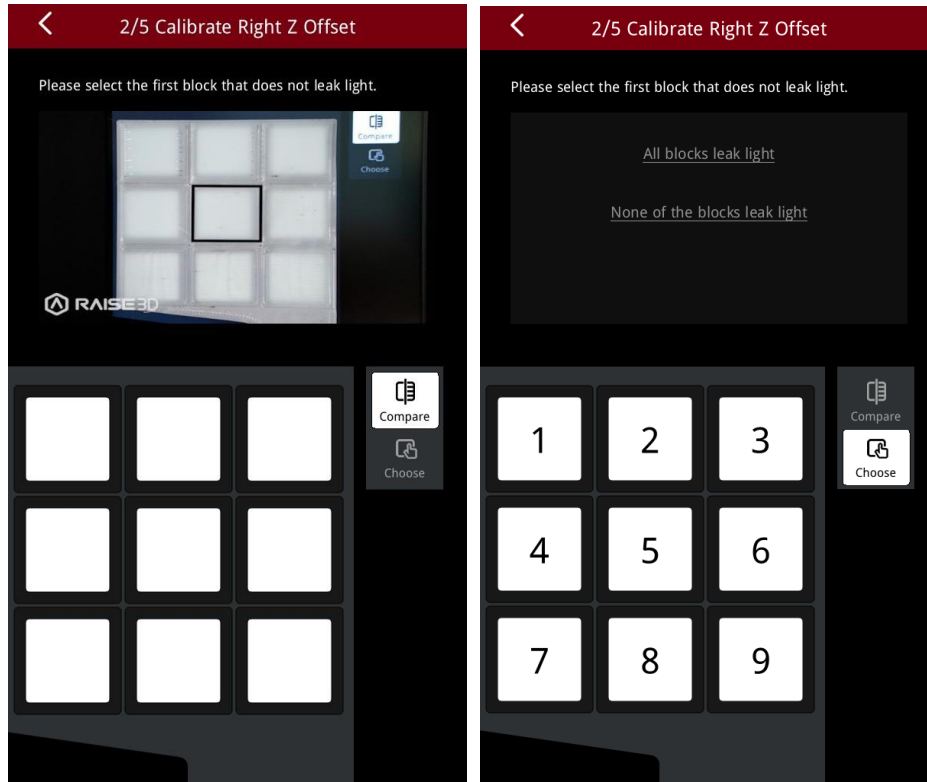 2/5 Calibrate Right Z Offset
Please select the first block that does not leak light.
Compare
Choose
RAISE3D
Compare
Choose
2/5 Calibrate Right Z Offset
Please select the first block that does not leak light.
All blocks leak light
None of the blocks leak light
1 2 3
4 5 6
7 8 9
Compare
Choose